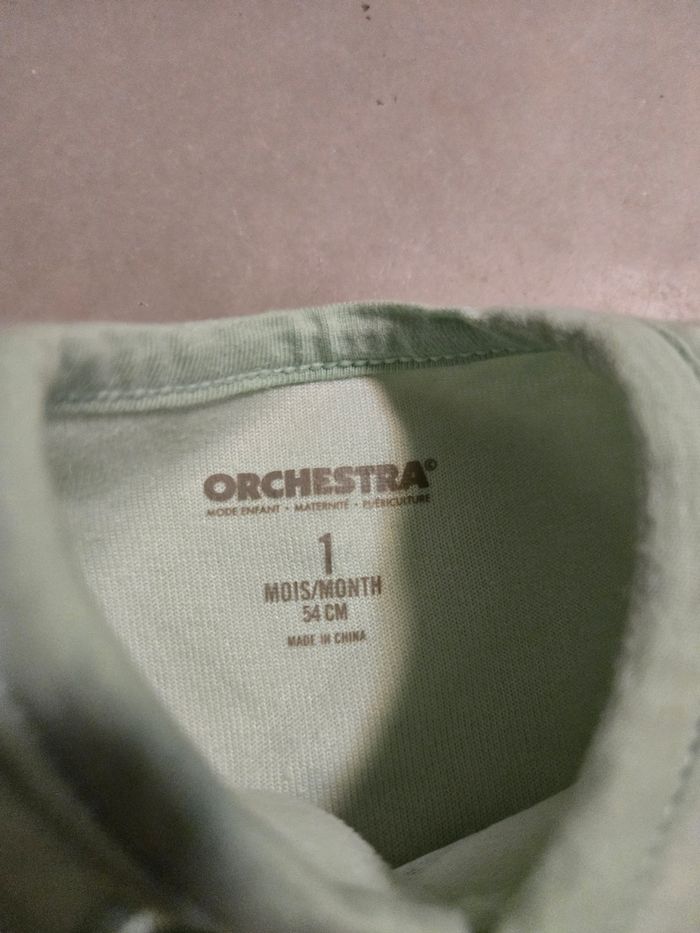 ORCHESTRA®
MODE ENFANT • MATERNITÉ • PUÉRICULTURE
1
MOIS/MONTH
54 CM
MADE IN CHINA